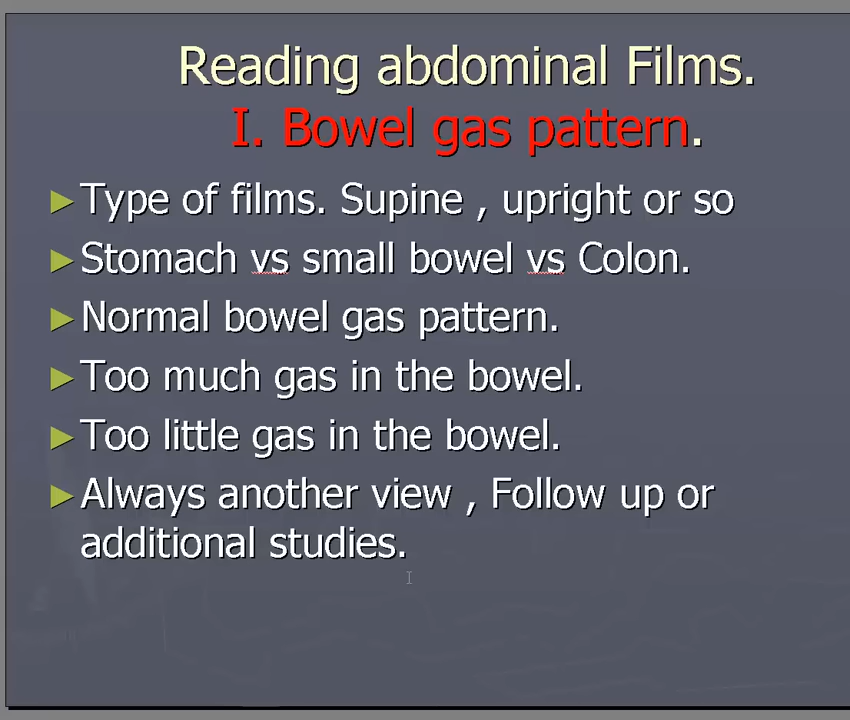 Reading abdominal Films.
I. Bowel gas pattern.
►Type of films. Supine , upright or so
►Stomach vs small bowel vs Colon.
►Normal bowel gas pattern.
►Too much gas in the bowel.
►Too little gas in the bowel.
►Always another view , Follow up or
additional studies.